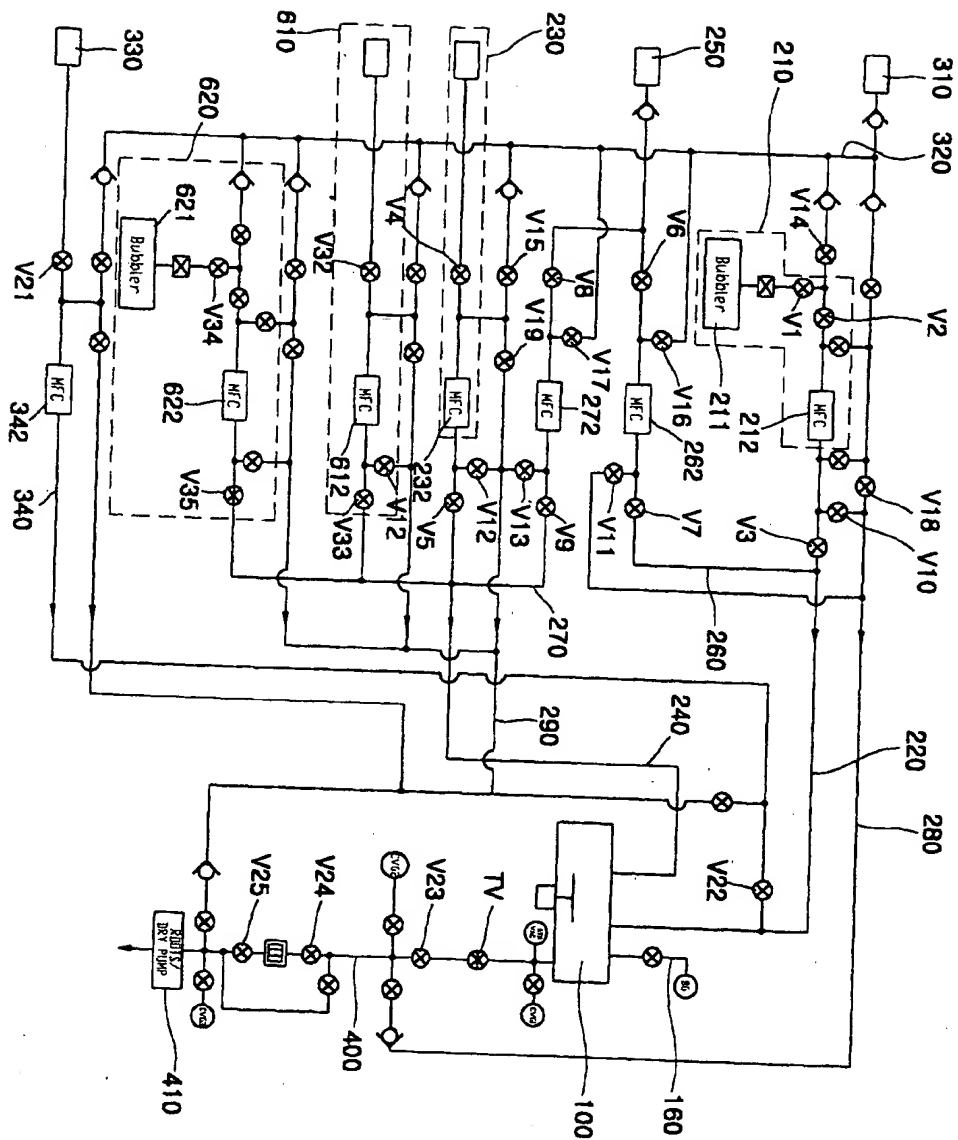 310
320
V14
210
V1
V2
Bubbler
211
MFC
212
V18
V10
V3
250
V6
V16
MFC
262
V7
V11
260
V8
V17
MFC
272
V9
V13
270
230
V15
V19
V4
MFC
232
V12
V5
610
V32
MFC
612
V12
V33
620
621
Bubbler
V34
MFC
622
V35
330
V21
MFC
342
340
280
220
240
290
V22
BG
160
100
TV
V23
400
V24
V25
ROOTS/
DRY PUMP
410